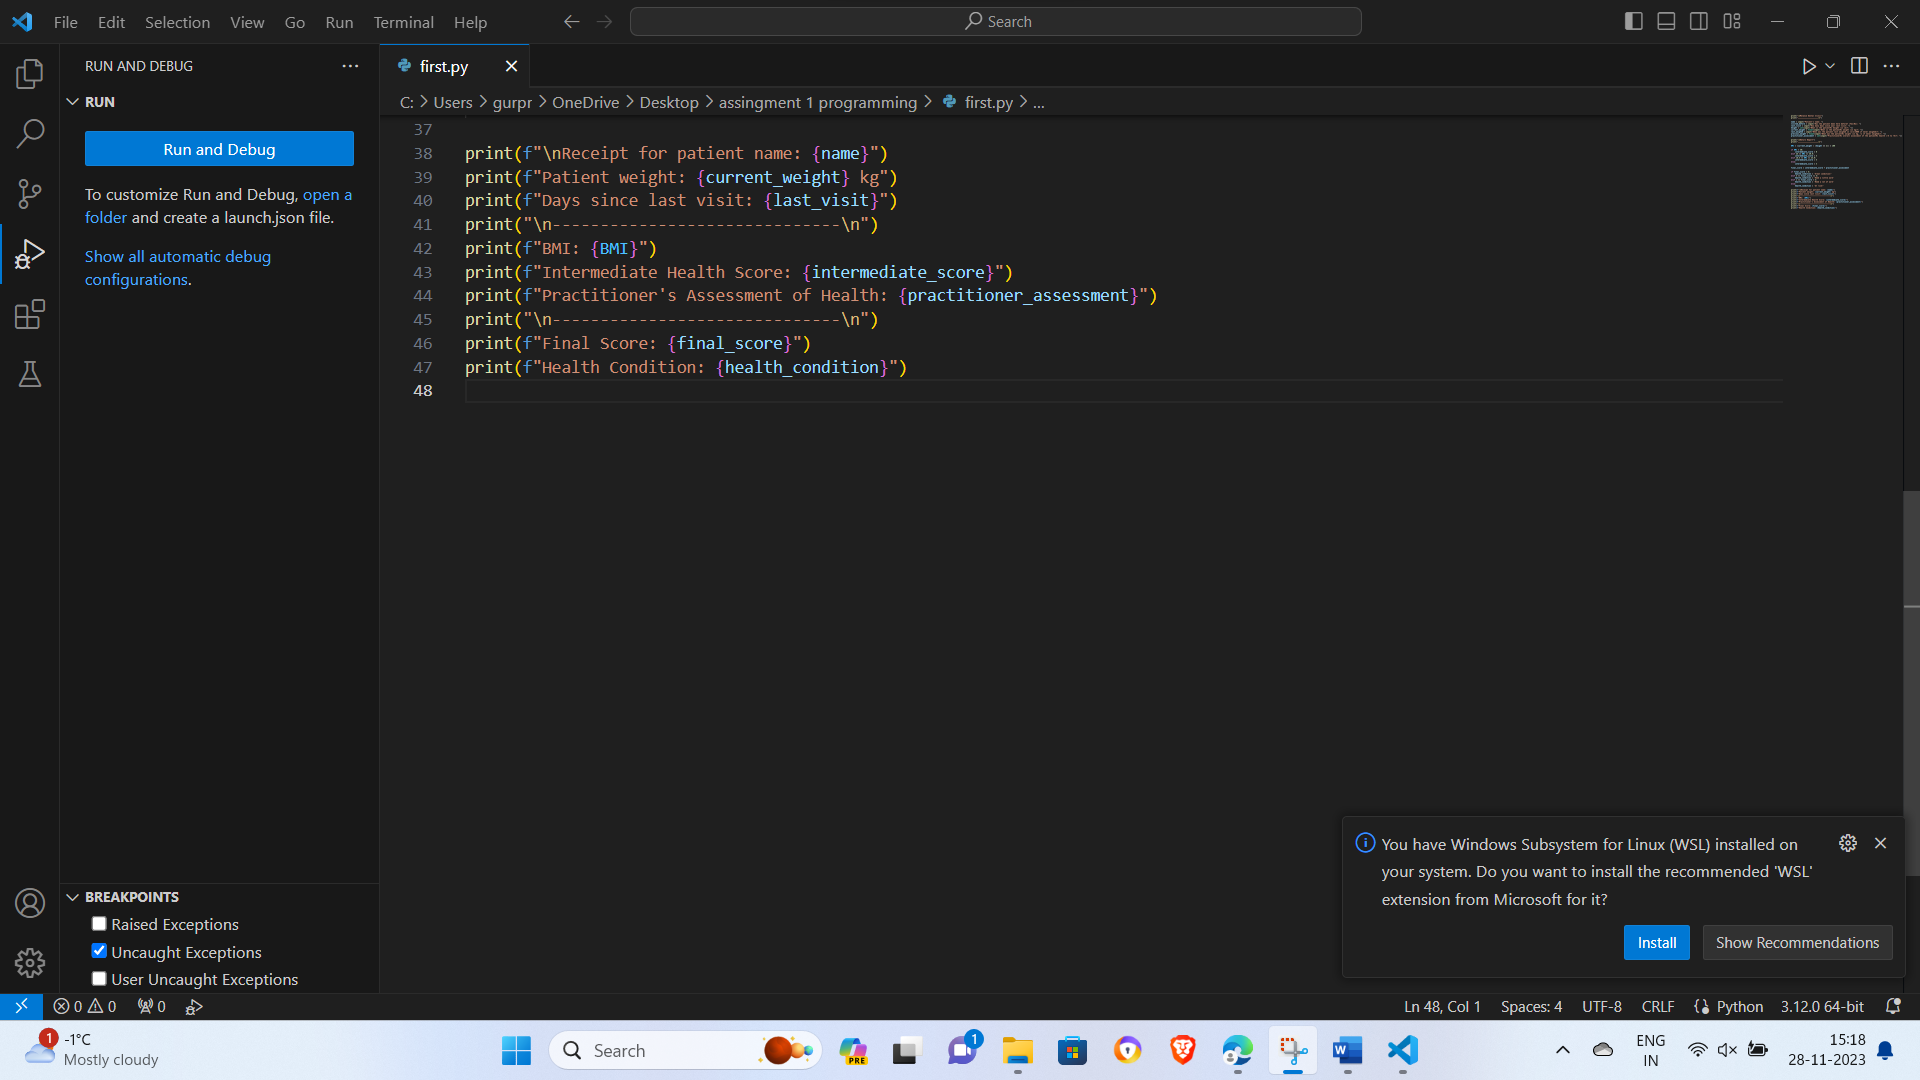 File Edit Selection View Go Run Terminal Help
Search
RUN AND DEBUG
RUN
Run and Debug
To customize Run and Debug, open a
folder and create a launch.json file.
Show all automatic debug
configurations.
first.py
C: > Users > gurpr > OneDrive > Desktop > assingment 1 programming > first.py > ...
37
38 print(f"\nReceipt for patient name: {name}")
39 print(f"Patient weight: {current_weight} kg")
40 print(f"Days since last visit: {last_visit}")
41 print("\n------------------------------\n")
42 print(f"BMI: {BMI}")
43 print(f"Intermediate Health Score: {intermediate_score}")
44 print(f"Practitioner's Assessment of Health: {practitioner_assessment}")
45 print("\n------------------------------\n")
46 print(f"Final Score: {final_score}")
47 print(f"Health Condition: {health_condition}")
48
BREAKPOINTS
Raised Exceptions
Uncaught Exceptions
User Uncaught Exceptions
You have Windows Subsystem for Linux (WSL) installed on
your system. Do you want to install the recommended 'WSL'
extension from Microsoft for it?
Install
Show Recommendations
0 0 0
Ln 48, Col 1 Spaces: 4 UTF-8 CRLF {} Python 3.12.0 64-bit
1
-1°C
Mostly cloudy
Search
PRE
1
ENG
IN
15:18
28-11-2023